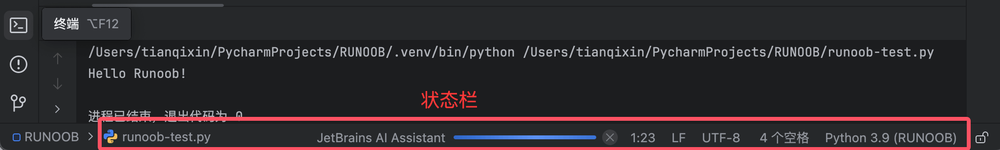 终端 ⌥F12
/Users/tianqixin/PycharmProjects/RUNOOB/.venv/bin/python /Users/tianqixin/PycharmProjects/RUNOOB/runoob-test.py
Hello Runoob!
状态栏
进程已结束，退出代码为 0
RUNOOB > runoob-test.py JetBrains AI Assistant 1:23 LF UTF-8 4 个空格 Python 3.9 (RUNOOB)